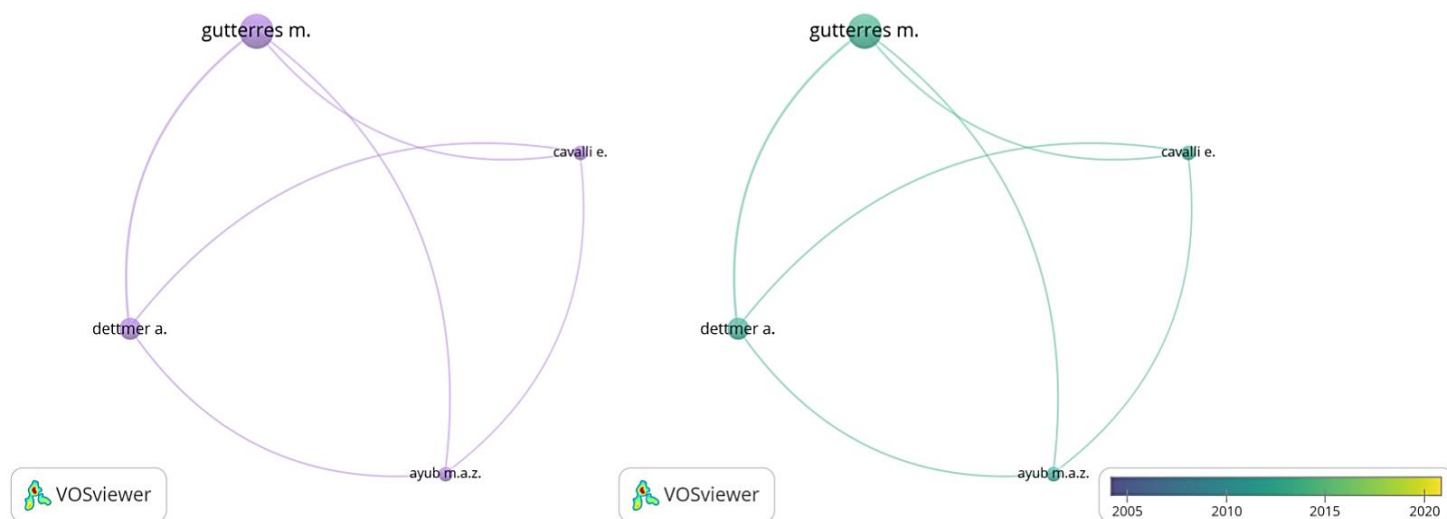 gutterres m.
gutterres m.
cavalli e.
cavalli e.
dettmer a.
dettmer a.
ayub m.a.z.
ayub m.a.z.
VOSviewer
VOSviewer
2005 2010 2015 2020